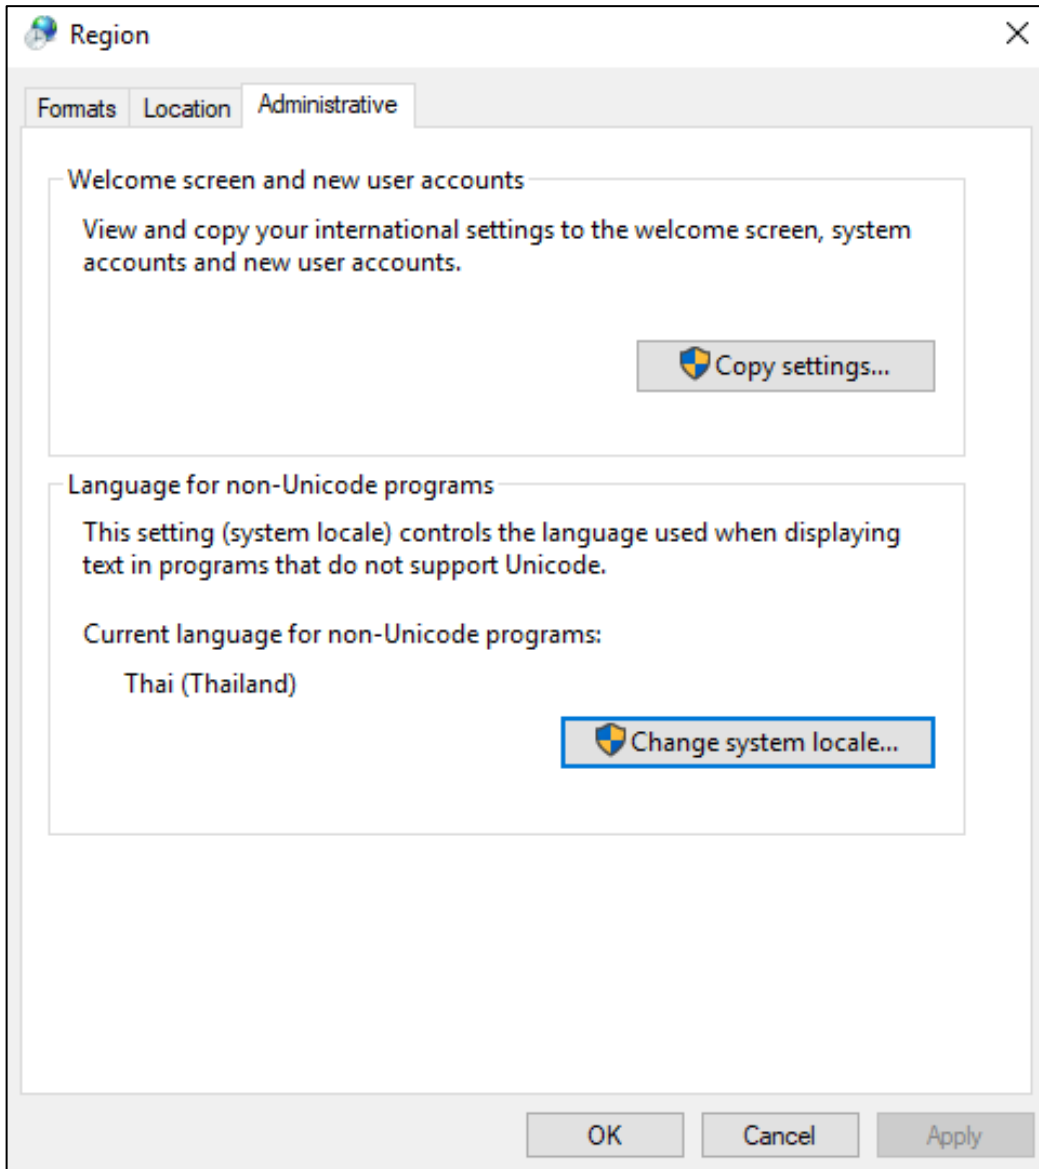 Region
Formats
Location
Administrative
Welcome screen and new user accounts
View and copy your international settings to the welcome screen, system
accounts and new user accounts.
Copy settings...
Language for non-Unicode programs
This setting (system locale) controls the language used when displaying
text in programs that do not support Unicode.
Current language for non-Unicode programs:
Thai (Thailand)
Change system locale...
OK
Cancel
Apply